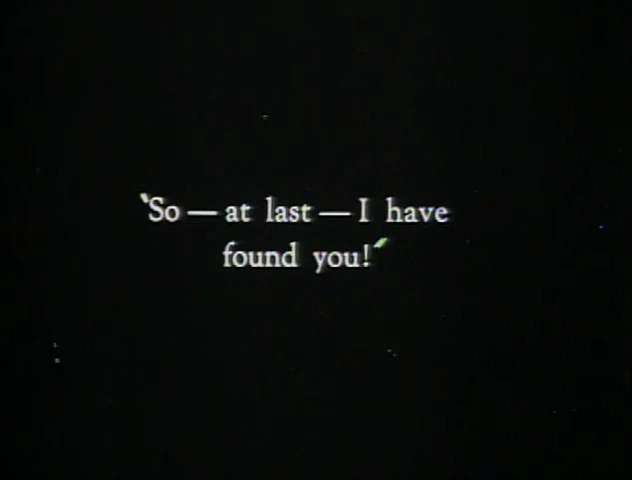 "So — at last — I have
found you!"